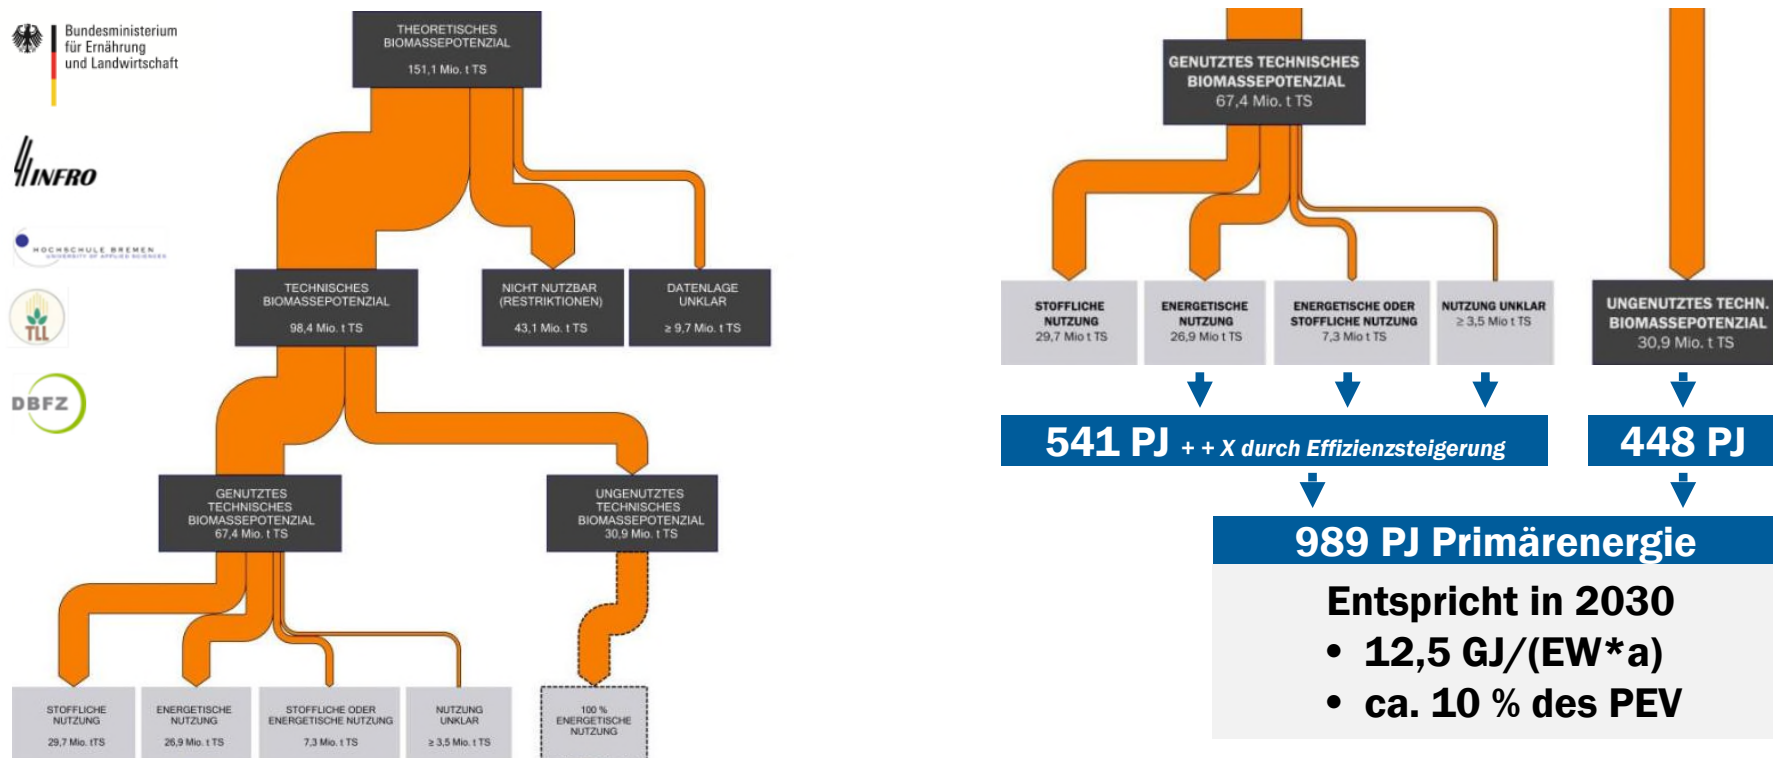 Bundesministerium
für Ernährung
und Landwirtschaft
INFRO
HOCHSCHULE BREMEN
UNIVERSITY OF APPLIED SCIENCES
TLL
DBFZ
THEORETISCHES
BIOMASSEPOTENZIAL
151,1 Mio. t TS
TECHNISCHES
BIOMASSEPOTENZIAL
98,4 Mio. t TS
NICHT NUTZBAR
(RESTRIKTIONEN)
43,1 Mio. t TS
DATENLAGE
UNKLAR
≥ 9,7 Mio. t TS
GENUTZTES
TECHNISCHES
BIOMASSEPOTENZIAL
67,4 Mio. t TS
UNGENUTZTES
TECHNISCHES
BIOMASSEPOTENZIAL
30,9 Mio. t TS
STOFFLICHE
NUTZUNG
29,7 Mio. tTS
ENERGETISCHE
NUTZUNG
26,9 Mio. t TS
STOFFLICHE ODER
ENERGETISCHE NUTZUNG
7,3 Mio. t TS
NUTZUNG
UNKLAR
≥ 3,5 Mio. t TS
100 %
ENERGETISCHE
NUTZUNG
GENUTZTES TECHNISCHES
BIOMASSEPOTENZIAL
67,4 Mio. t TS
STOFFLICHE
NUTZUNG
29,7 Mio t TS
ENERGETISCHE
NUTZUNG
26,9 Mio t TS
ENERGETISCHE ODER
STOFFLICHE NUTZUNG
7,3 Mio t TS
NUTZUNG UNKLAR
≥ 3,5 Mio t TS
UNGENUTZTES TECHN.
BIOMASSEPOTENZIAL
30,9 Mio. t TS
541 PJ + + X durch Effizienzsteigerung
448 PJ
989 PJ Primärenergie
Entspricht in 2030
• 12,5 GJ/(EW*a)
• ca. 10 % des PEV